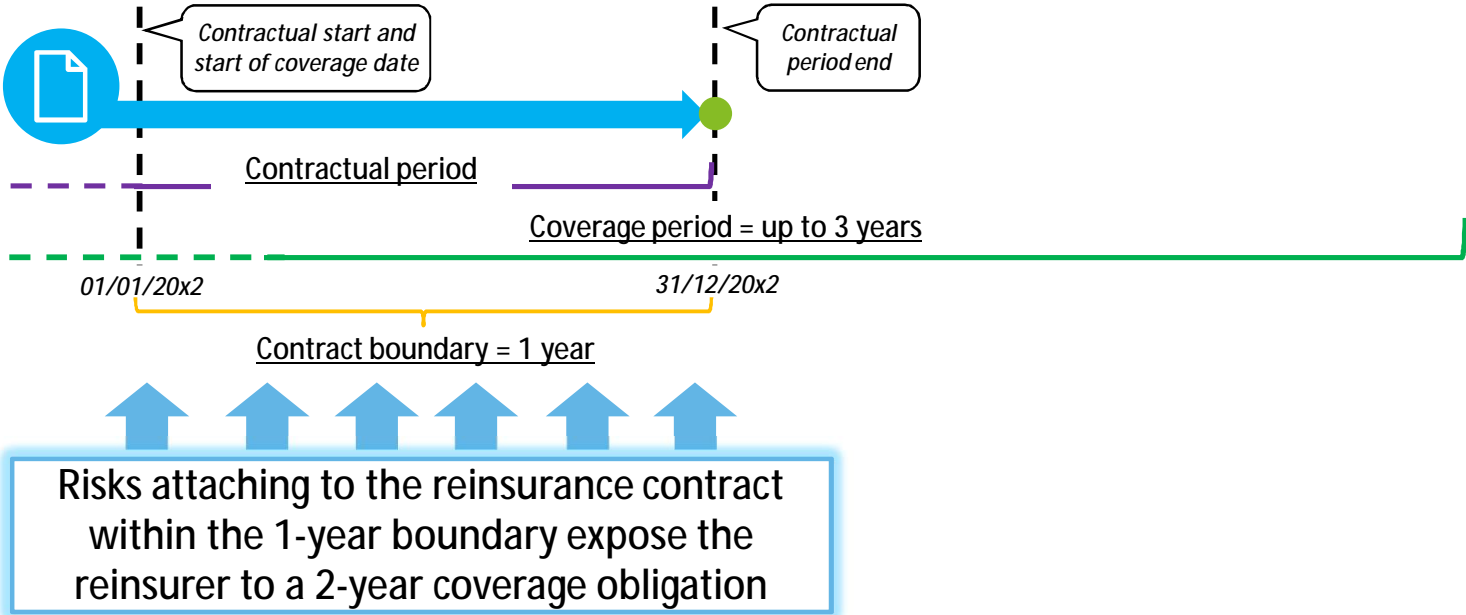 Contractual start and
start of coverage date
Contractual
period end
Contractual period
Coverage period = up to 3 years
01/01/20x2
31/12/20x2
Contract boundary = 1 year
Risks attaching to the reinsurance contract
within the 1-year boundary expose the
reinsurer to a 2-year coverage obligation